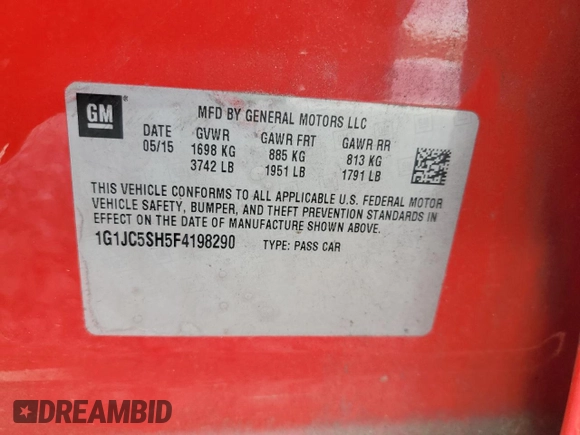 GM ®
MFD BY GENERAL MOTORS LLC
DATE GVWR GAWR FRT GAWR RR
05/15 1698 KG 885 KG 813 KG
3742 LB 1951 LB 1791 LB
THIS VEHICLE CONFORMS TO ALL APPLICABLE U.S. FEDERAL MOTOR
VEHICLE SAFETY, BUMPER, AND THEFT PREVENTION STANDARDS IN
EFFECT ON THE DATE OF MANUFACTURE SHOWN ABOVE.
1G1JC5SH5F4198290 TYPE: PASS CAR
DREAMBID